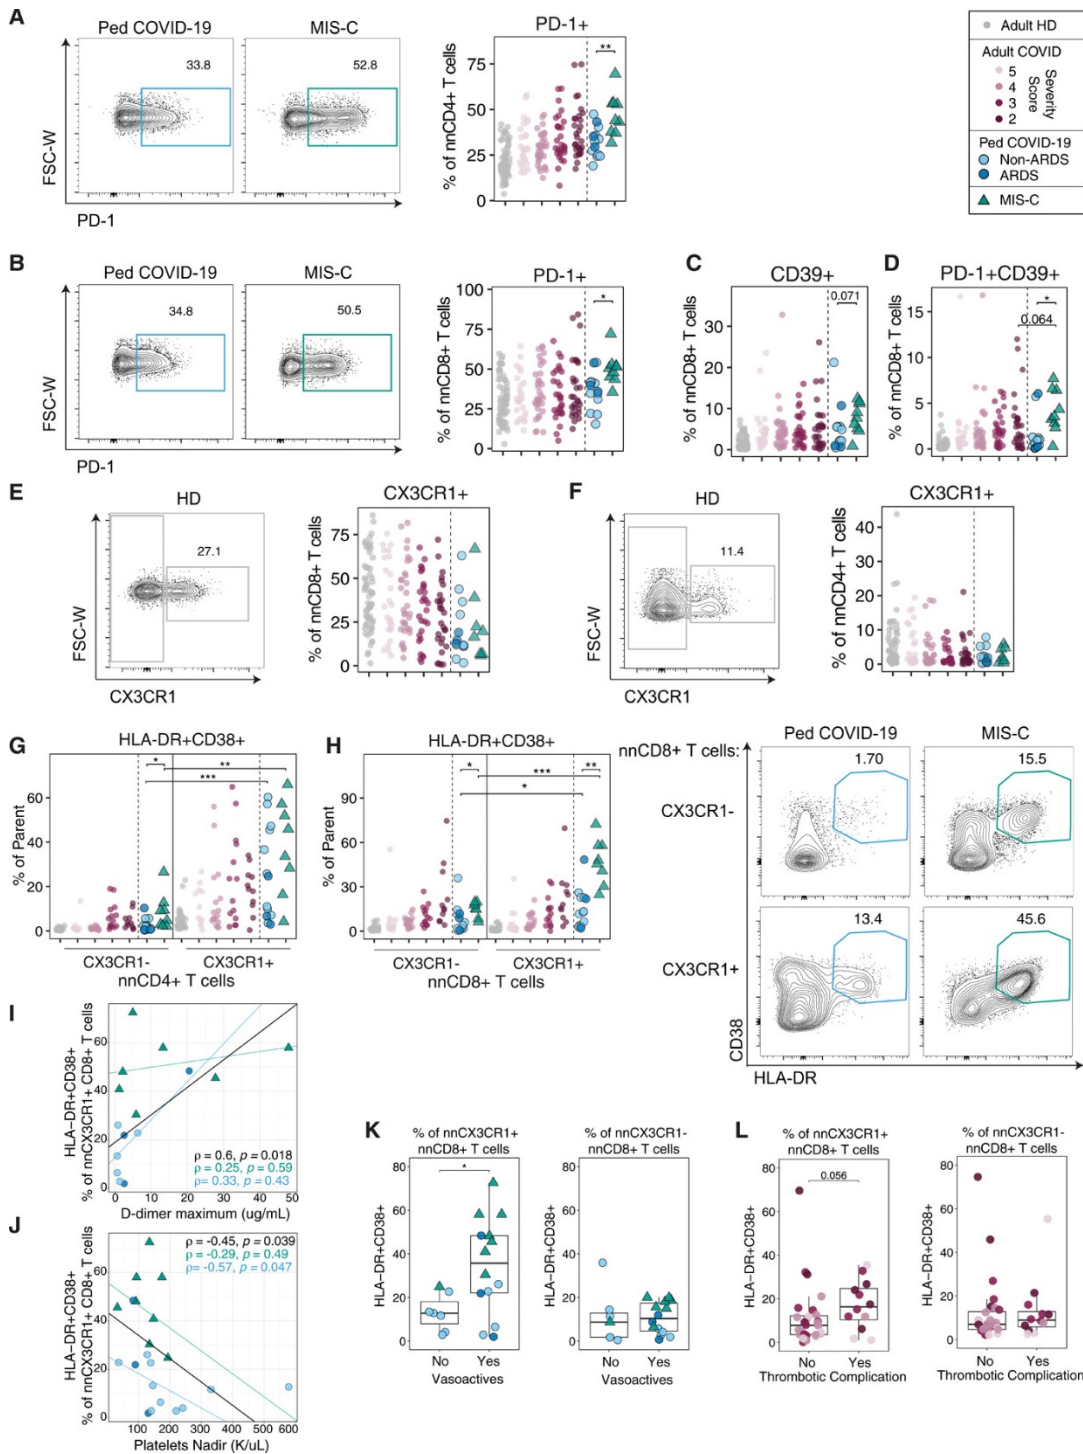 A
Ped COVID-19
MIS-C
33.8
52.8
FSC-W
PD-1
PD-1+
**
% of nnCD4+ T cells
75
50
25
0
Adult HD
Adult COVID
5
4
3
2
Severity
Score
Ped COVID-19
Non-ARDS
ARDS
MIS-C
B
Ped COVID-19
MIS-C
34.8
50.5
FSC-W
PD-1
PD-1+
*
% of nnCD8+ T cells
100
75
50
25
0
C
CD39+
0.071
% of nnCD8+ T cells
30
20
10
0
D
PD-1+CD39+
*
0.064
% of nnCD8+ T cells
15
10
5
0
E
HD
27.1
FSC-W
CX3CR1
CX3CR1+
% of nnCD8+ T cells
75
50
25
0
F
HD
11.4
FSC-W
CX3CR1
CX3CR1+
% of nnCD4+ T cells
40
30
20
10
0
G
HLA-DR+CD38+
*
**
***
% of Parent
60
40
20
0
CX3CR1-
CX3CR1+
nnCD4+ T cells
H
HLA-DR+CD38+
*
***
**
*
% of Parent
90
60
30
0
CX3CR1-
CX3CR1+
nnCD8+ T cells
nnCD8+ T cells:
Ped COVID-19
MIS-C
CX3CR1-
1.70
15.5
CX3CR1+
13.4
45.6
CD38
HLA-DR
I
HLA-DR+CD38+
% of nnCX3CR1+ CD8+ T cells
60
40
20
0
ρ = 0.6, p = 0.018
ρ = 0.25, p = 0.59
ρ= 0.33, p = 0.43
0 10 20 30 40 50
D-dimer maximum (ug/mL)
J
HLA-DR+CD38+
% of nnCX3CR1+ CD8+ T cells
60
40
20
0
ρ = -0.45, p = 0.039
ρ = -0.29, p = 0.49
ρ= -0.57, p = 0.047
0 100 200 300 400 500 600
Platelets Nadir (K/uL)
K
% of nnCX3CR1+
nnCD8+ T cells
*
HLA-DR+CD38+
80
60
40
20
0
No Yes
Vasoactives
% of nnCX3CR1-
nnCD8+ T cells
HLA-DR+CD38+
80
60
40
20
0
No Yes
Vasoactives
L
% of nnCX3CR1+
nnCD8+ T cells
0.056
HLA-DR+CD38+
80
60
40
20
0
No Yes
Thrombotic Complication
% of nnCX3CR1-
nnCD8+ T cells
HLA-DR+CD38+
80
60
40
20
0
No Yes
Thrombotic Complication